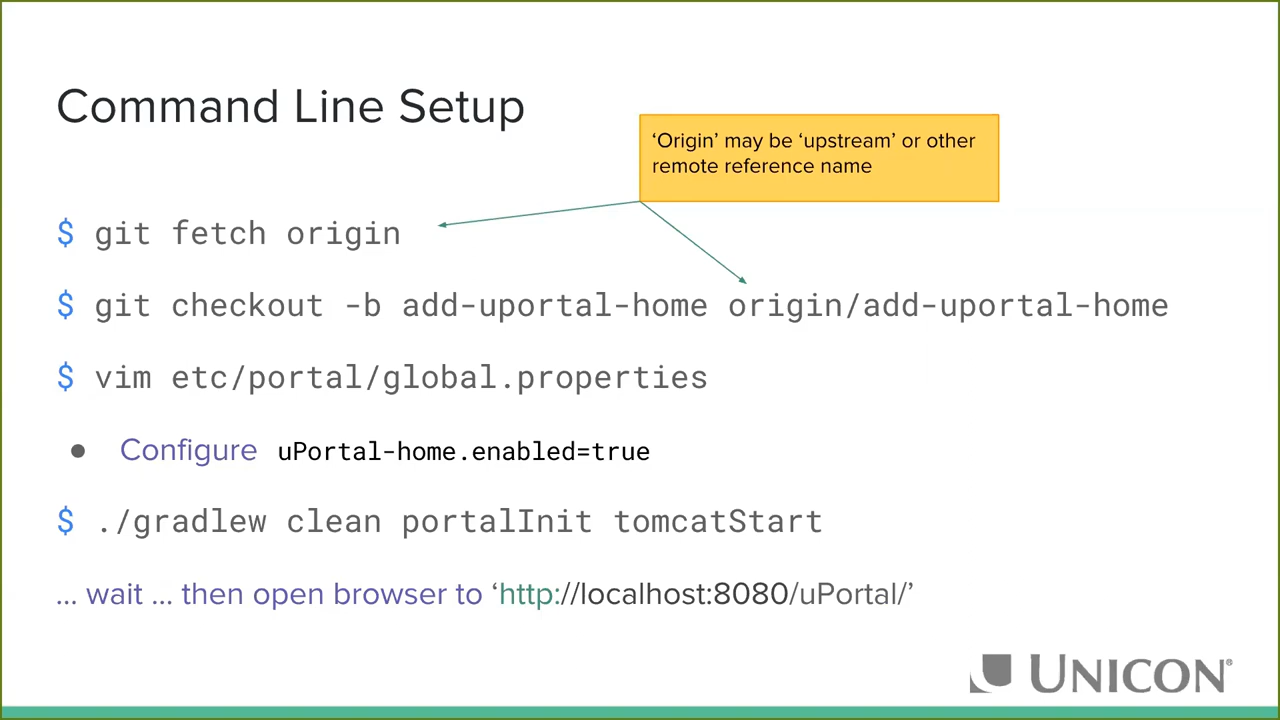 Command Line Setup
‘Origin’ may be ‘upstream’ or other
remote reference name
$ git fetch origin
$ git checkout -b add-uportal-home origin/add-uportal-home
$ vim etc/portal/global.properties
● Configure uPortal-home.enabled=true
$ ./gradlew clean portalInit tomcatStart
... wait ... then open browser to ‘http://localhost:8080/uPortal/’
UNICON®